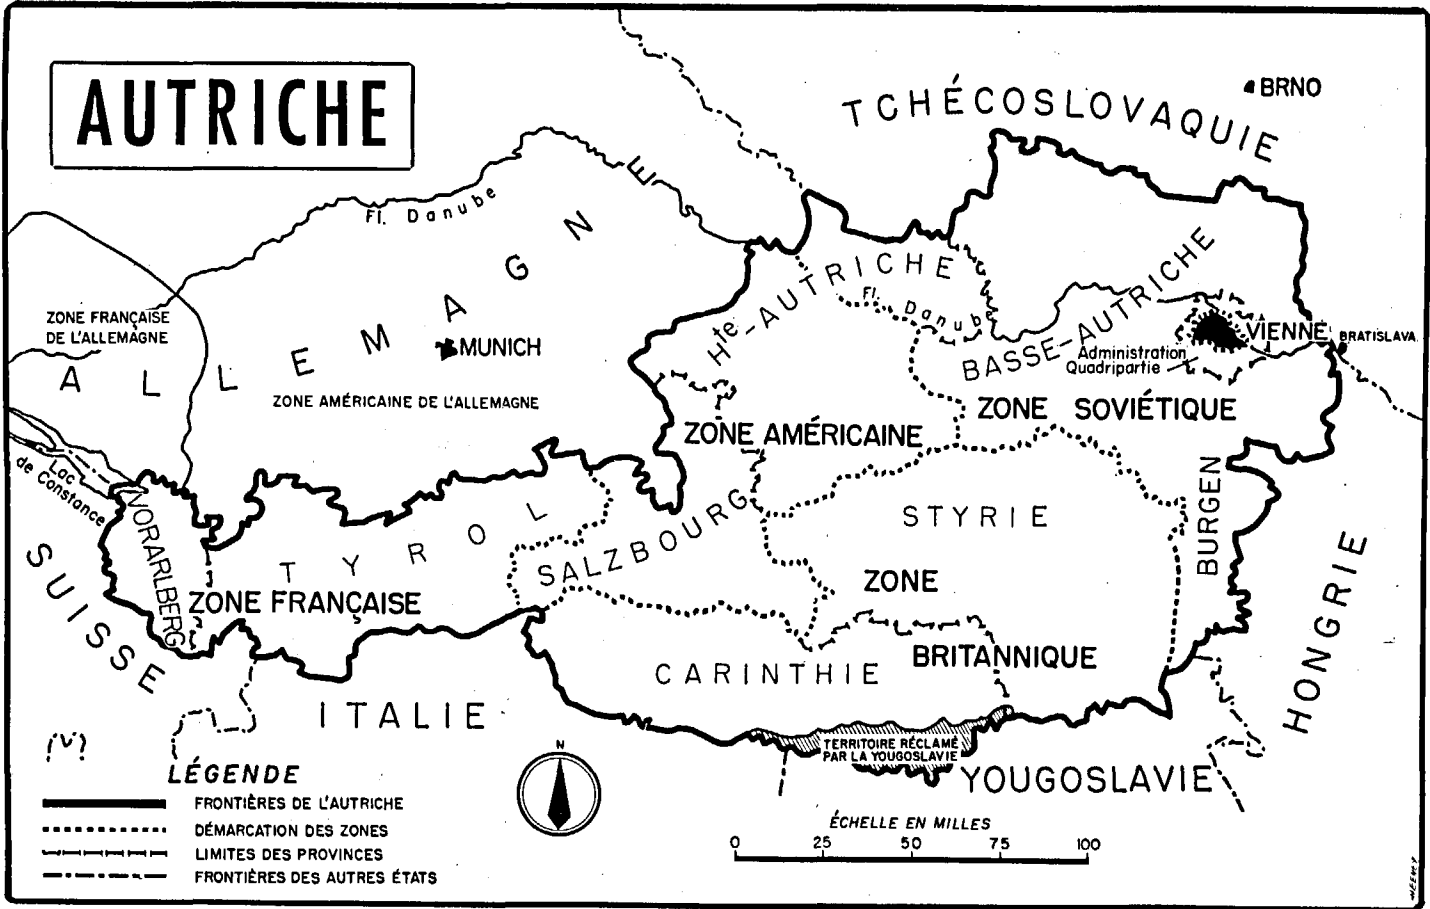 AUTRICHE
TCHÉCOSLOVAQUIE
BRNO
Fl. Danube
ALLEMAGNE
ZONE FRANÇAISE
DE L'ALLEMAGNE
MUNICH
ZONE AMÉRICAINE DE L'ALLEMAGNE
Hte-AUTRICHE
Fl. Danube
BASSE-AUTRICHE
VIENNE
BRATISLAVA
Administration
Quadripartie
ZONE SOVIÉTIQUE
ZONE AMÉRICAINE
Lac
de Constance
VORARLBERG
TYROL
SALZBOURG
STYRIE
BURGEN
ZONE FRANÇAISE
ZONE
BRITANNIQUE
CARINTHIE
SUISSE
ITALIE
HONGRIE
TERRITOIRE RÉCLAMÉ
PAR LA YOUGOSLAVIE
YOUGOSLAVIE
N
LÉGENDE
FRONTIÈRES DE L'AUTRICHE
DÉMARCATION DES ZONES
LIMITES DES PROVINCES
FRONTIÈRES DES AUTRES ÉTATS
ÉCHELLE EN MILLES
0 25 50 75 100